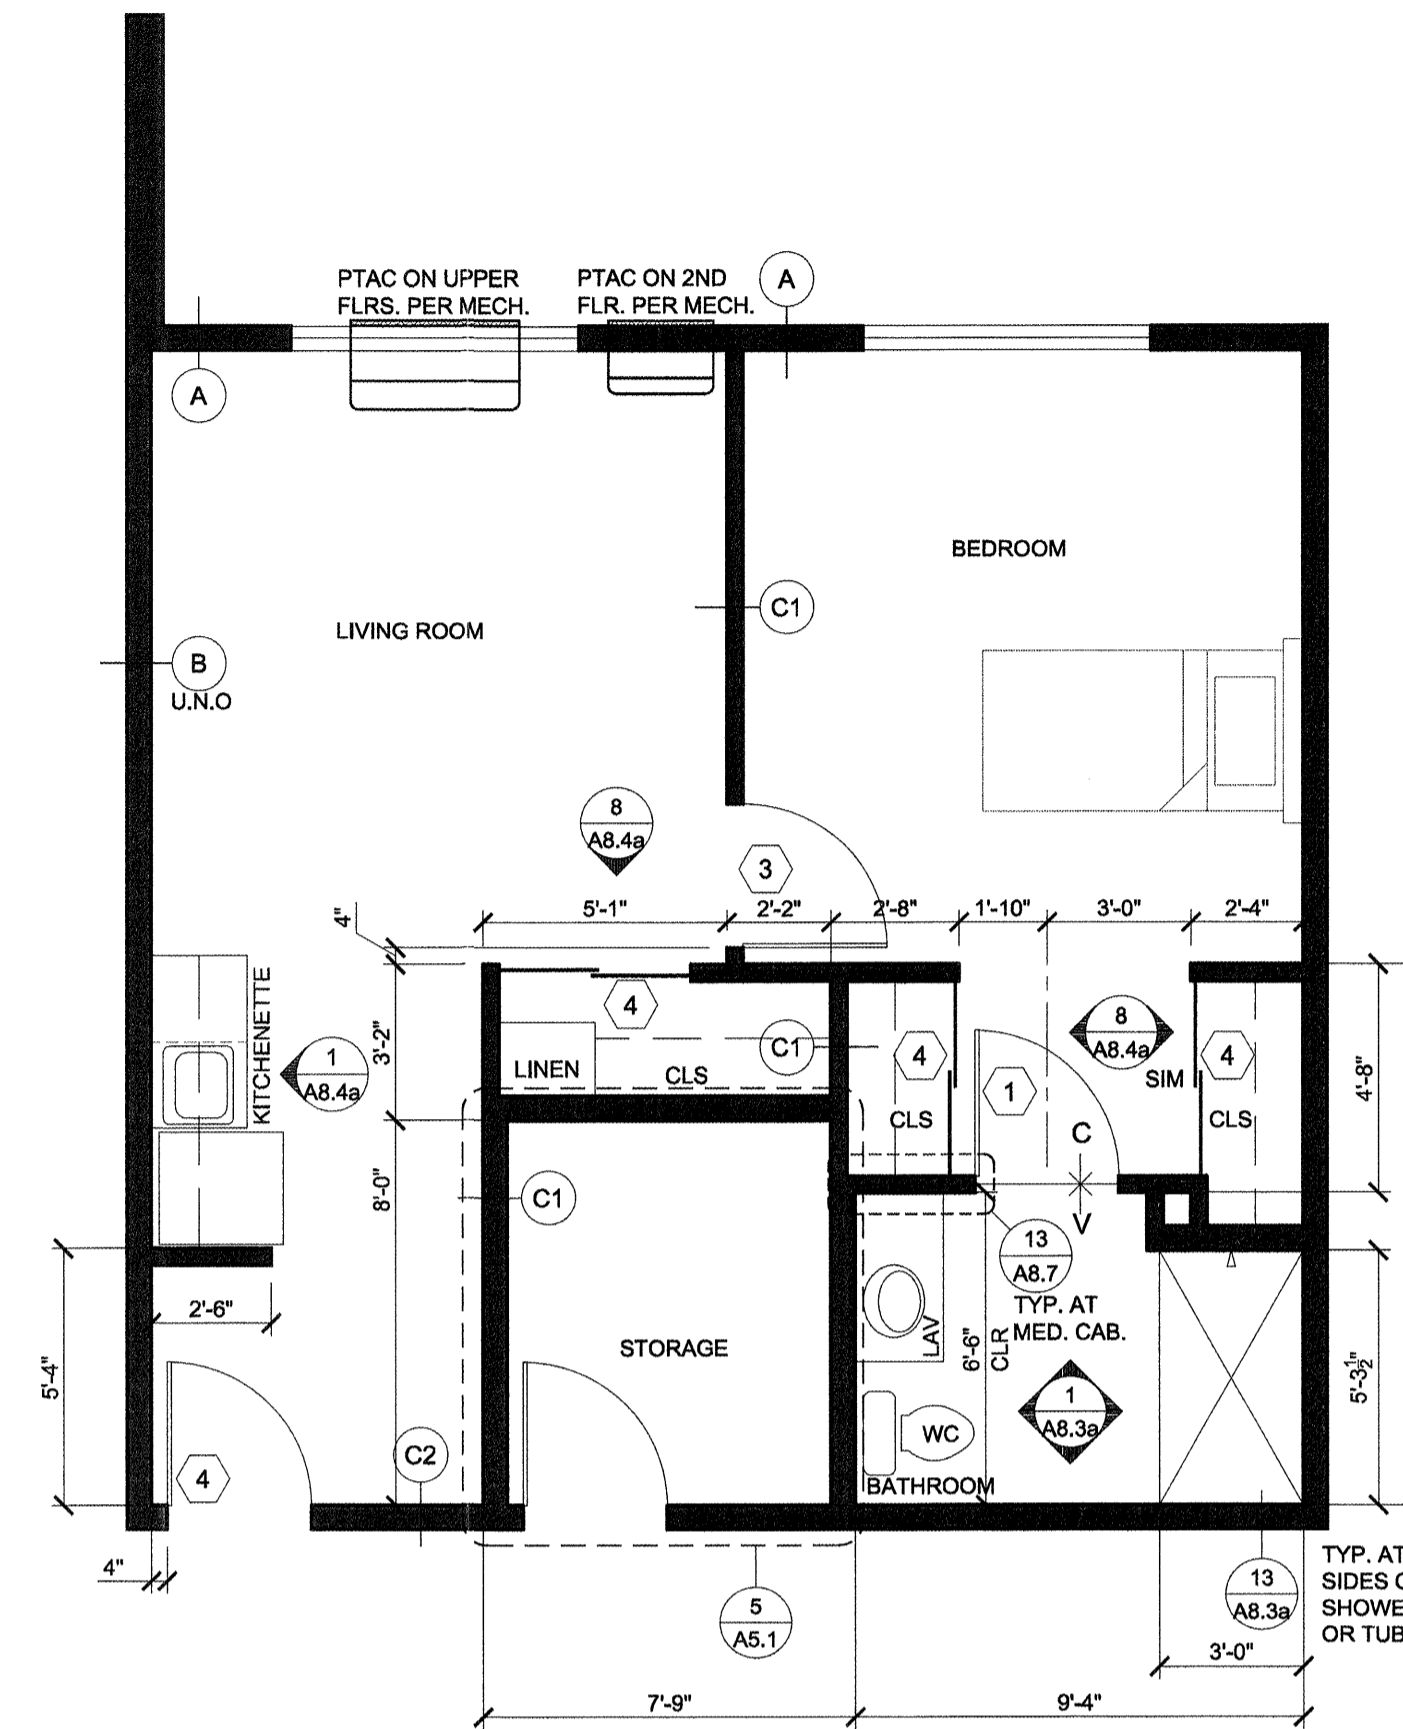 PTAC ON UPPER
FLRS. PER MECH.
PTAC ON 2ND
FLR. PER MECH.
A
A
BEDROOM
C1
LIVING ROOM
B
U.N.O
8
A8.4a
3
4"
5'-1"
2'-2"
2'-8"
1'-10"
3'-0"
2'-4"
KITCHENETTE
3'-2"
1
A8.4a
4
LINEN
CLS
C1
4
CLS
1
8
A8.4a
SIM
4
CLS
4'-8"
C
V
8'-0"
C1
13
A8.7
TYP. AT
MED. CAB.
2'-6"
5'-4"
STORAGE
LAV
6'-6"
CLR
5'-3½"
1
A8.3a
WC
BATHROOM
4
C2
4"
5
A5.1
13
A8.3a
TYP. AT
SIDES
SHOWE
OR TUB
3'-0"
7'-9"
9'-4"